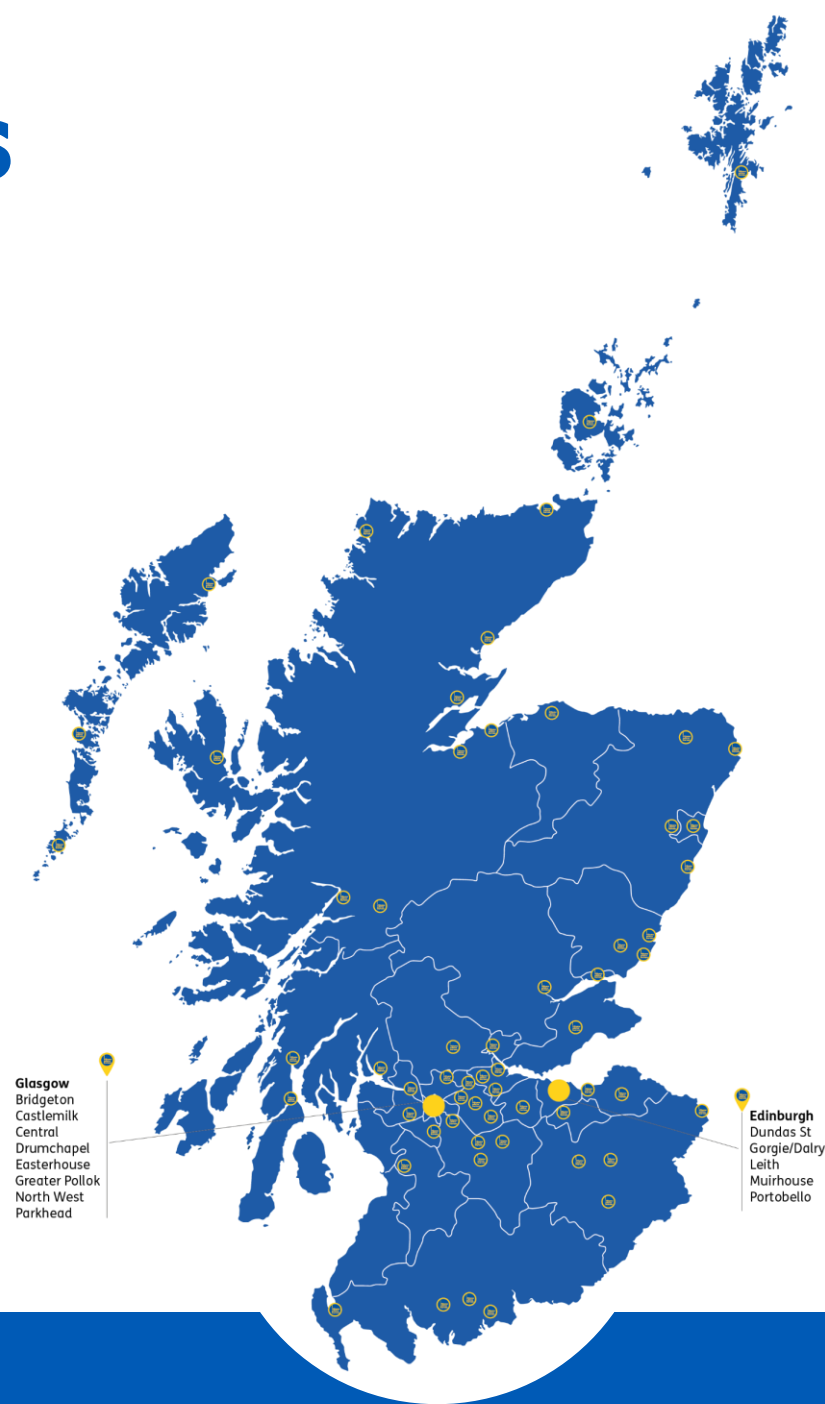 s
Glasgow
Bridgeton
Castlemilk
Central
Drumchapel
Easterhouse
Greater Pollok
North West
Parkhead
Edinburgh
Dundas St
Gorgie/Dalry
Leith
Muirhouse
Portobello